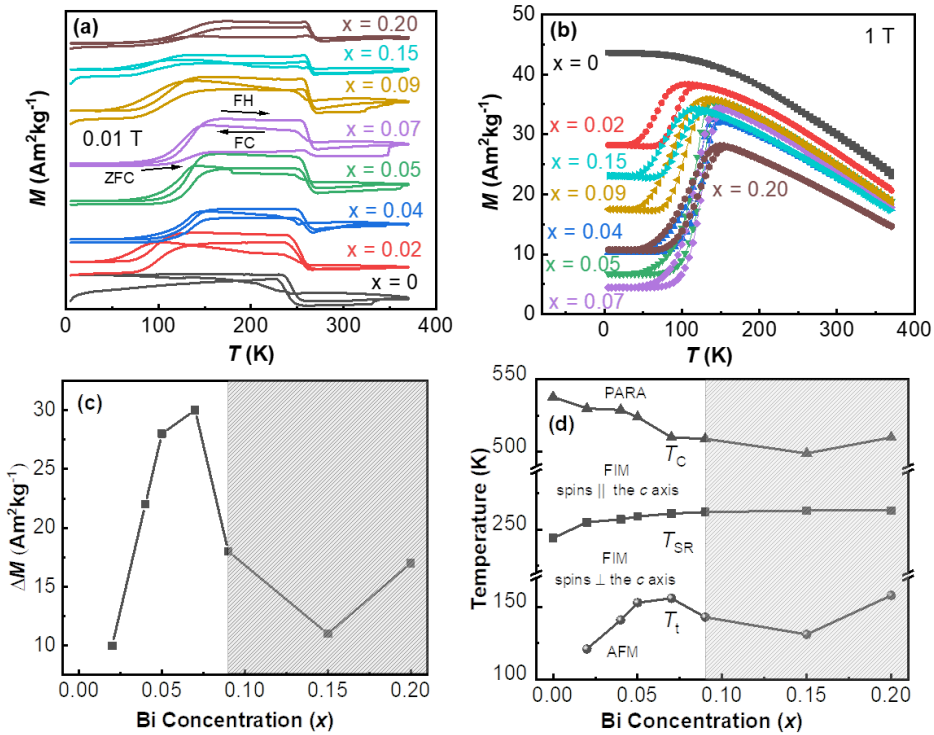 (a)
x = 0.20
x = 0.15
x = 0.09
FH
0.01 T
x = 0.07
FC
ZFC
x = 0.05
x = 0.04
x = 0.02
x = 0
M (Am²kg⁻¹)
0 100 200 300 400
T (K)
(b)
1 T
50
45
40
35
30
25
20
15
10
5
0
x = 0
x = 0.02
x = 0.15
x = 0.20
x = 0.09
x = 0.04
x = 0.05
x = 0.07
M (Am²kg⁻¹)
0 100 200 300 400
T (K)
(c)
30
25
20
15
10
ΔM (Am²kg⁻¹)
0.00 0.05 0.10 0.15 0.20
Bi Concentration (x)
550
PARA
(d)
500
T_C
FIM
spins || the c axis
250
T_SR
FIM
spins ⊥ the c axis
150
T_t
AFM
100
Temperature (K)
0.00 0.05 0.10 0.15 0.20
Bi Concentration (x)